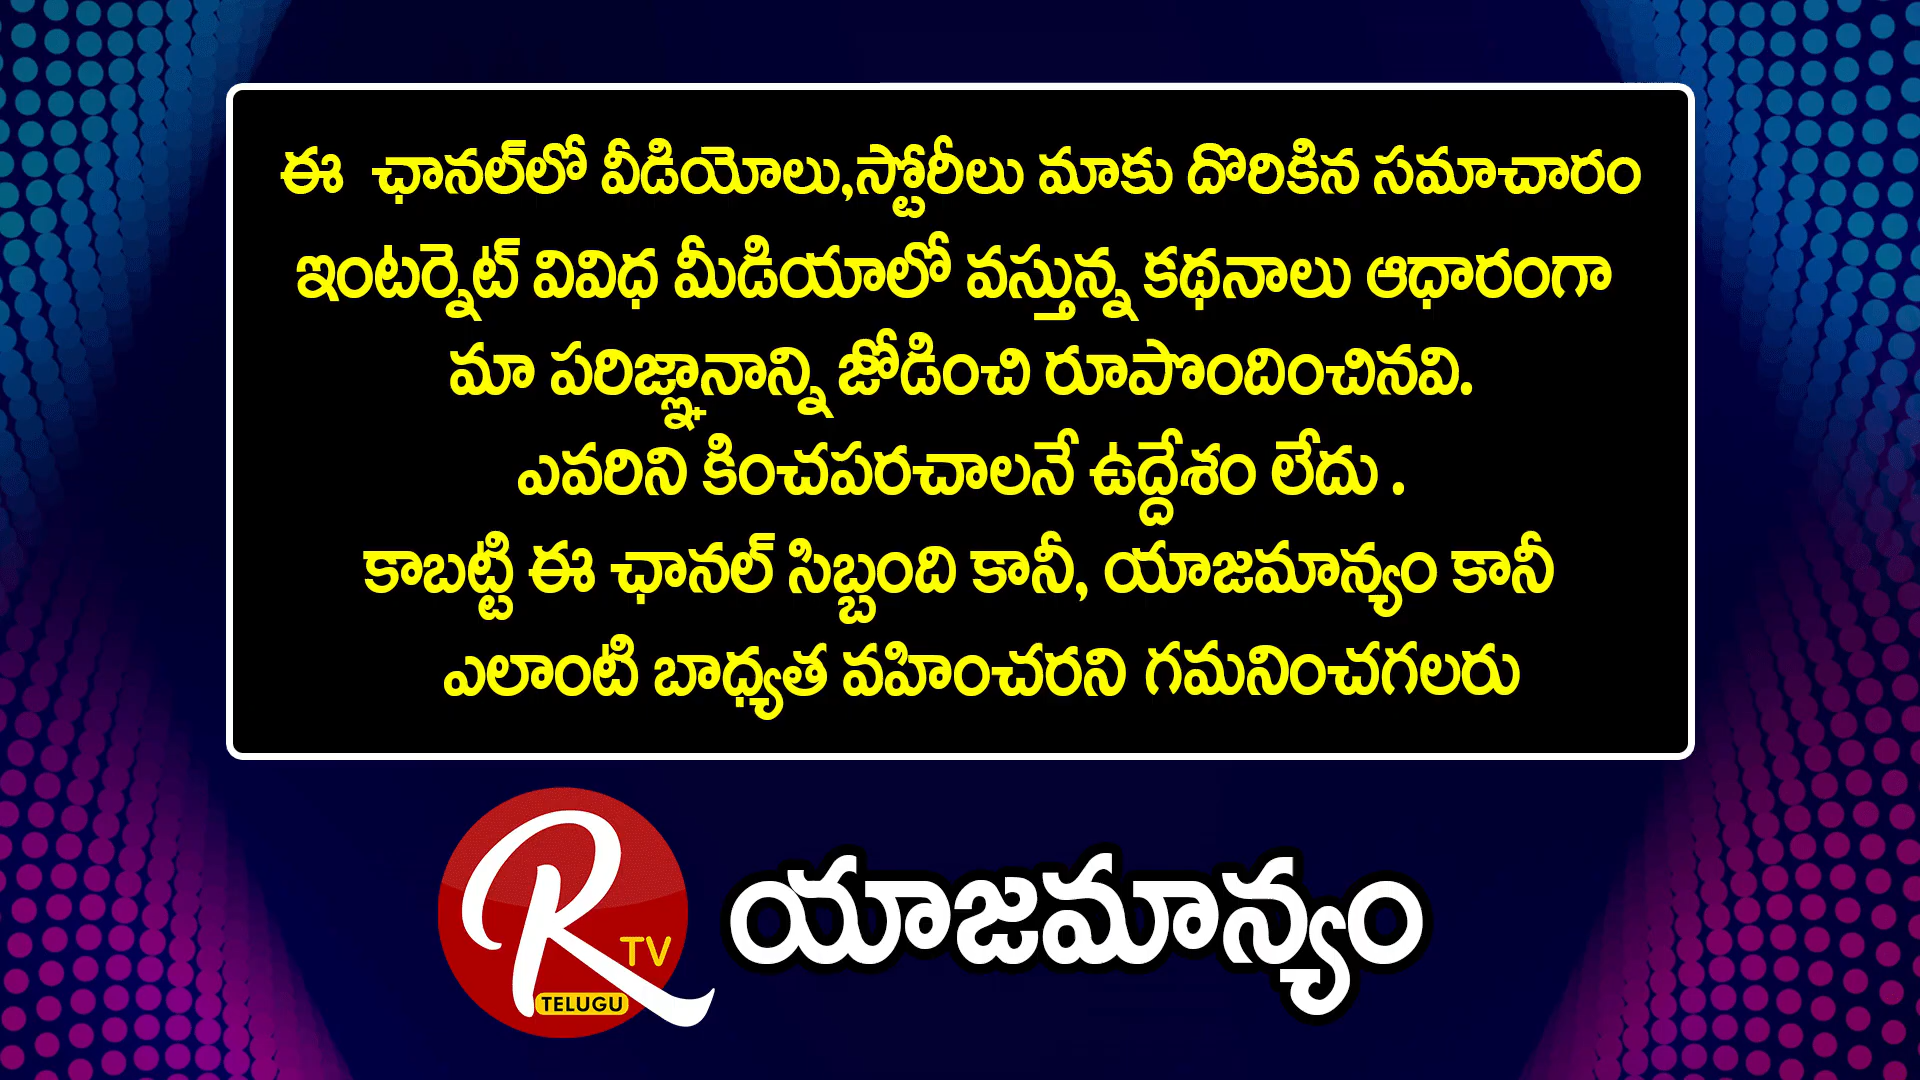 ఈ ఛానల్‌లో వీడియోలు,స్టోరీలు మాకు దొరికిన సమాచారం
ఇంటర్నెట్ వివిధ మీడియాలో వస్తున్న కథనాలు ఆధారంగా
మా పరిజ్ఞానాన్ని జోడించి రూపొందించినవి.
ఎవరిని కించపరచాలనే ఉద్దేశం లేదు .
కాబట్టి ఈ ఛానల్ సిబ్బంది కానీ, యాజమాన్యం కానీ
ఎలాంటి బాధ్యత వహించరని గమనించగలరు
R TV
TELUGU
యాజమాన్యం